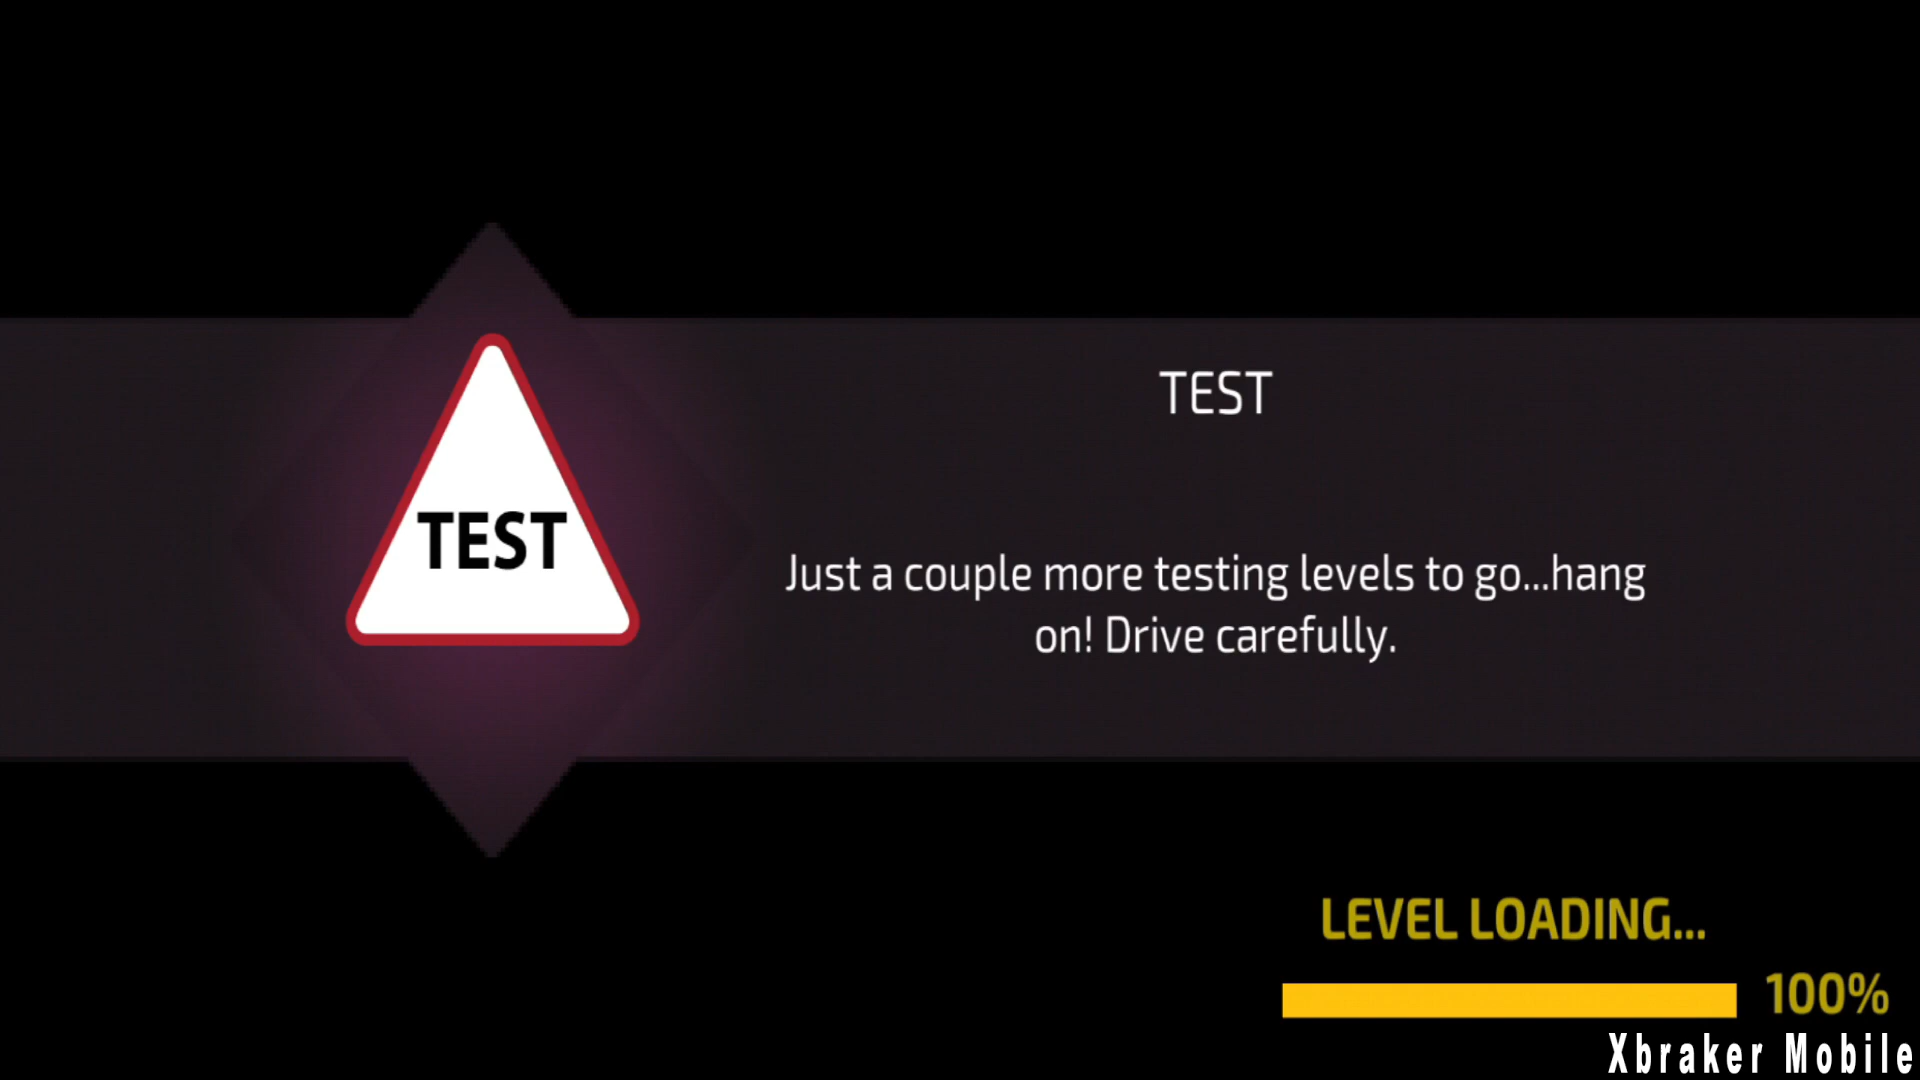 TEST
TEST
Just a couple more testing levels to go...hang
on! Drive carefully.
LEVEL LOADING...
100%
Xbraker Mobile